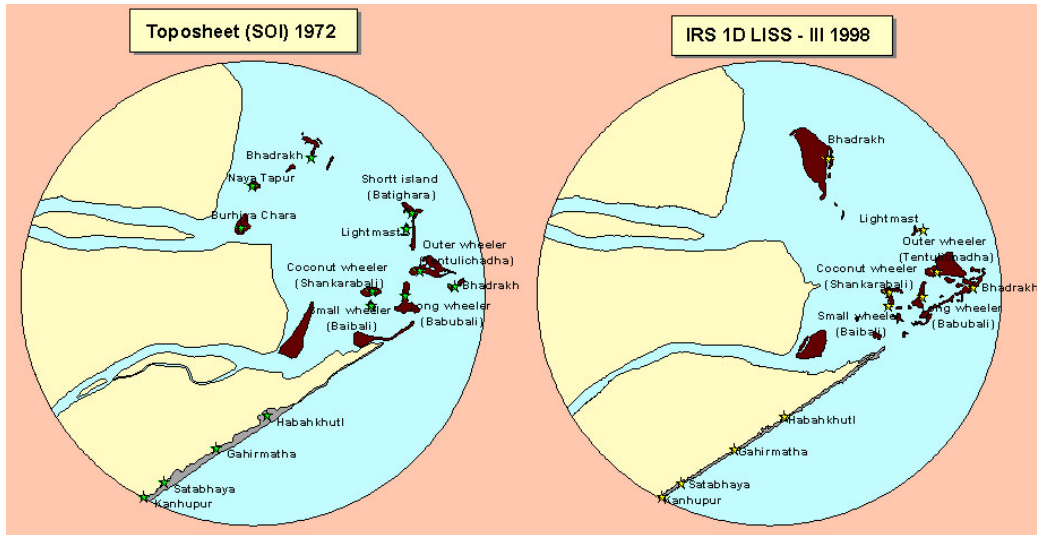 Toposheet (SOI) 1972
Bhadrakh
Naya Tapur
Shortt island
(Batighara)
Burhiya Chara
Lightmast
Outer wheeler
(Tentulichadha)
Coconut wheeler
(Shankarabali)
Bhadrakh
Small wheeler
(Baibali)
Long wheeler
(Babubali)
Habahkhutl
Gahirmatha
Satabhaya
Kanhupur
IRS 1D LISS - III 1998
Bhadrakh
Lightmast
Outer wheeler
(Tentulichadha)
Coconut wheeler
(Shankarabali)
Bhadrakh
Small wheeler
(Baibali)
Long wheeler
(Babubali)
Habahkhutl
Gahirmatha
Satabhaya
Kanhupur